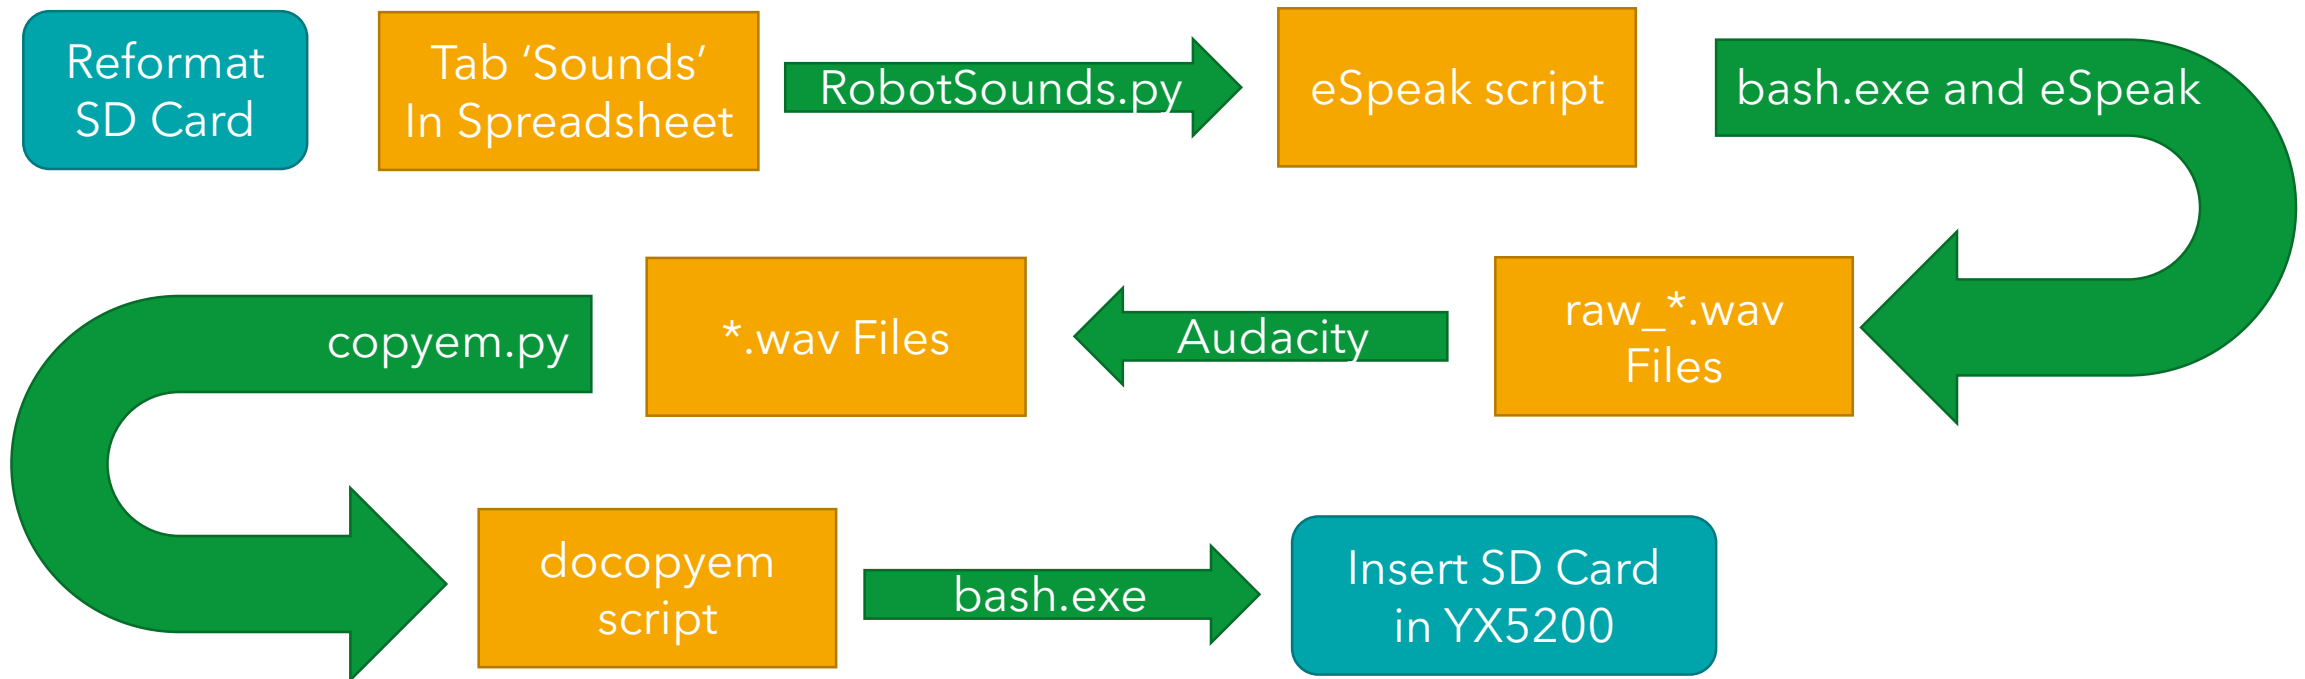 Reformat
SD Card
Tab ‘Sounds’
In Spreadsheet
RobotSounds.py
eSpeak script
bash.exe and eSpeak
raw_*.wav
Files
Audacity
*.wav Files
copyem.py
docopyem
script
bash.exe
Insert SD Card
in YX5200